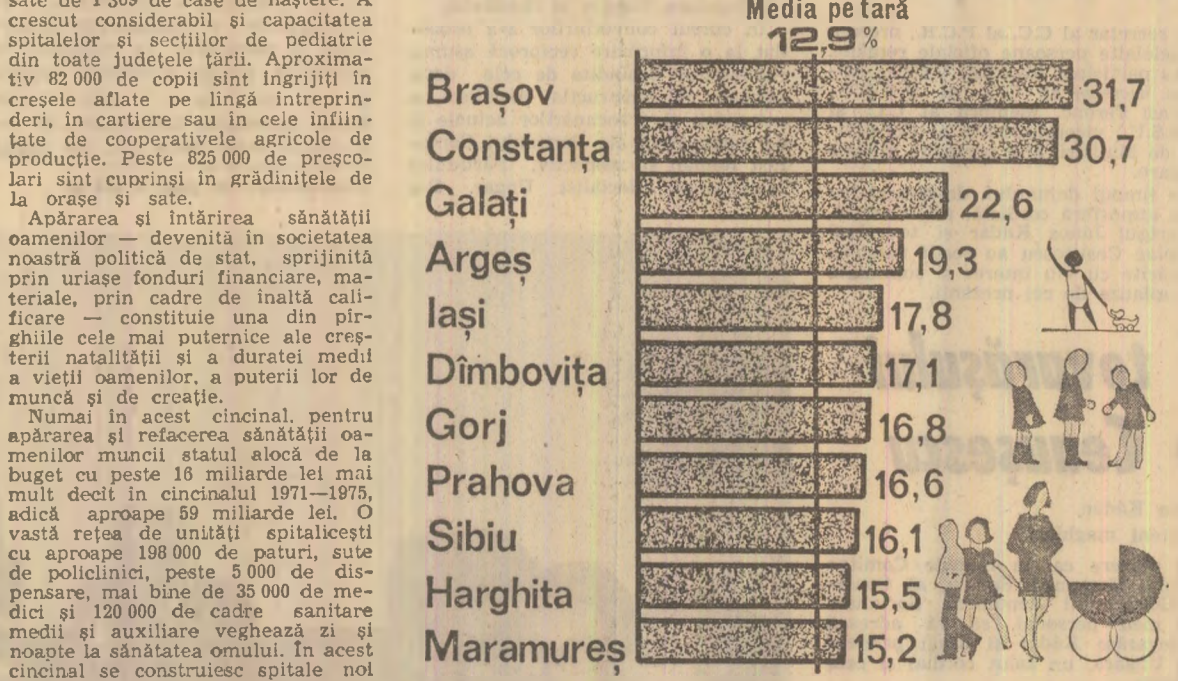 sate de 1 309 de case de naștere. A
crescut considerabil și capacitatea
spitalelor și secțiilor de pediatrie
din toate județele țării. Aproxima-
tiv 82 000 de copii sînt îngrijiți în
creșele aflate pe lîngă întreprin-
deri, în cartiere sau în cele înfiin-
țate de cooperativele agricole de
producție. Peste 825 000 de preșco-
lari sînt cuprinși în grădinițele de
la orașe și sate.
Apărarea și întărirea sănătății
oamenilor — devenită în societatea
noastră politică de stat, sprijinită
prin uriașe fonduri financiare, ma-
teriale, prin cadre de înaltă cali-
ficare — constituie una din pîr-
ghiile cele mai puternice ale creș-
terii natalității și a duratei medii
a vieții oamenilor, a puterii lor de
muncă și de creație.
Numai în acest cincinal, pentru
apărarea și refacerea sănătății oa-
menilor muncii statul alocă de la
buget cu peste 16 miliarde lei mai
mult decît în cincinalul 1971—1975,
adică aproape 59 miliarde lei. O
vastă rețea de unități spitalicești
cu aproape 198 000 de paturi, sute
de policlinici, peste 5 000 de dis-
pensare, mai bine de 35 000 de me-
dici și 120 000 de cadre sanitare
medii și auxiliare veghează zi și
noapte la sănătatea omului. În acest
cincinal se construiesc spitale noi
Media pe țară
12,9%
Brașov 31,7
Constanța 30,7
Galați 22,6
Argeș 19,3
Iași 17,8
Dîmbovița 17,1
Gorj 16,8
Prahova 16,6
Sibiu 16,1
Harghita 15,5
Maramureș 15,2